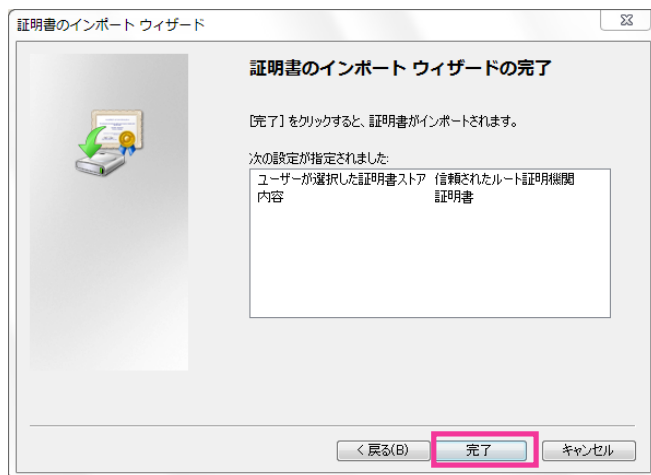 証明書のインポート ウィザード
証明書のインポート ウィザードの完了
[完了] をクリックすると、証明書がインポートされます。
次の設定が指定されました:
ユーザーが選択した証明書ストア 信頼されたルート証明機関
内容 証明書
< 戻る(B) 完了 キャンセル